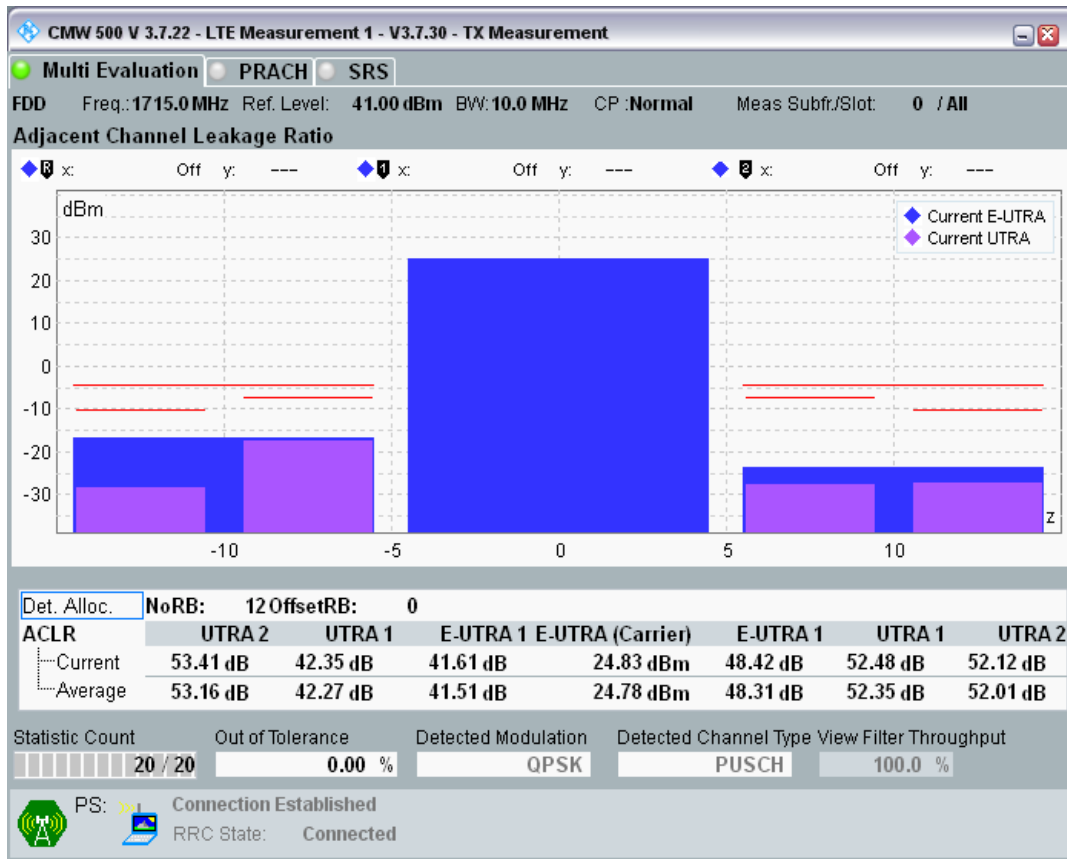 CMW 500 V 3.7.22 - LTE Measurement 1 - V3.7.30 - TX Measurement
Multi Evaluation PRACH SRS
FDD Freq.: 1715.0 MHz Ref. Level: 41.00 dBm BW: 10.0 MHz CP :Normal Meas Subfr./Slot: 0 / All
Adjacent Channel Leakage Ratio
R x: Off y: --- 1 x: Off y: --- 2 x: Off y: ---
dBm
Current E-UTRA
Current UTRA
30
20
10
0
-10
-20
-30
z
-10 -5 0 5 10
Det. Alloc. NoRB: 12 OffsetRB: 0
ACLR UTRA 2 UTRA 1 E-UTRA 1 E-UTRA (Carrier) E-UTRA 1 UTRA 1 UTRA 2
Current 53.41 dB 42.35 dB 41.61 dB 24.83 dBm 48.42 dB 52.48 dB 52.12 dB
Average 53.16 dB 42.27 dB 41.51 dB 24.78 dBm 48.31 dB 52.35 dB 52.01 dB
Statistic Count Out of Tolerance Detected Modulation Detected Channel Type View Filter Throughput
20 / 20 0.00 % QPSK PUSCH 100.0 %
PS: Connection Established
RRC State: Connected